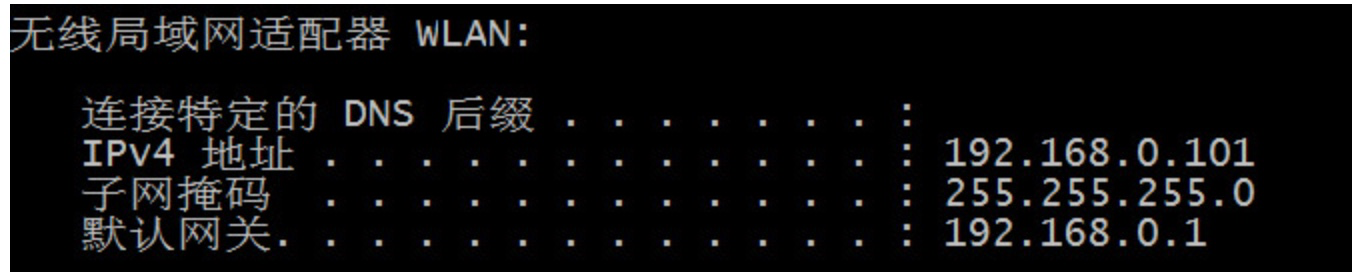 无线局域网适配器 WLAN:
连接特定的 DNS 后缀 . . . . . . . :
IPv4 地址 . . . . . . . . . . . . : 192.168.0.101
子网掩码  . . . . . . . . . . . . : 255.255.255.0
默认网关. . . . . . . . . . . . . : 192.168.0.1